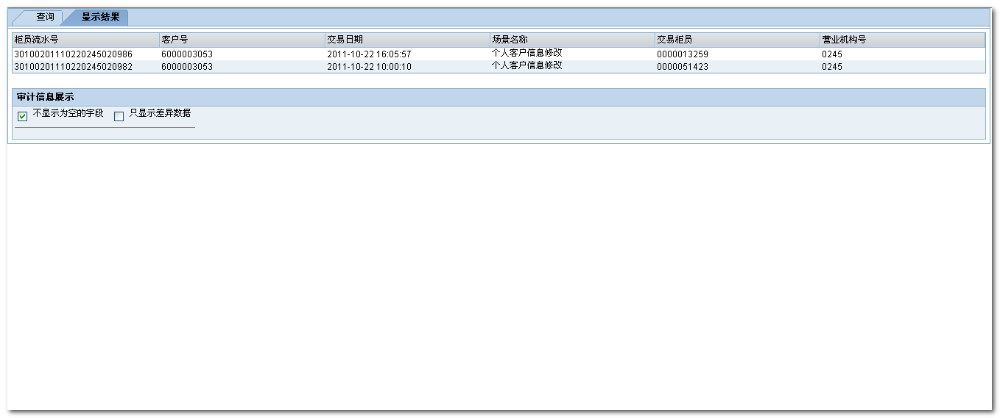 查询 显示结果
柜员流水号 客户号 交易日期 场景名称 交易柜员 营业机构号
30100201110220245020986 6000003053 2011-10-22 16:05:57 个人客户信息修改 0000013259 0245
30100201110220245020982 6000003053 2011-10-22 10:00:10 个人客户信息修改 0000051423 0245
审计信息展示
不显示为空的字段 只显示差异数据